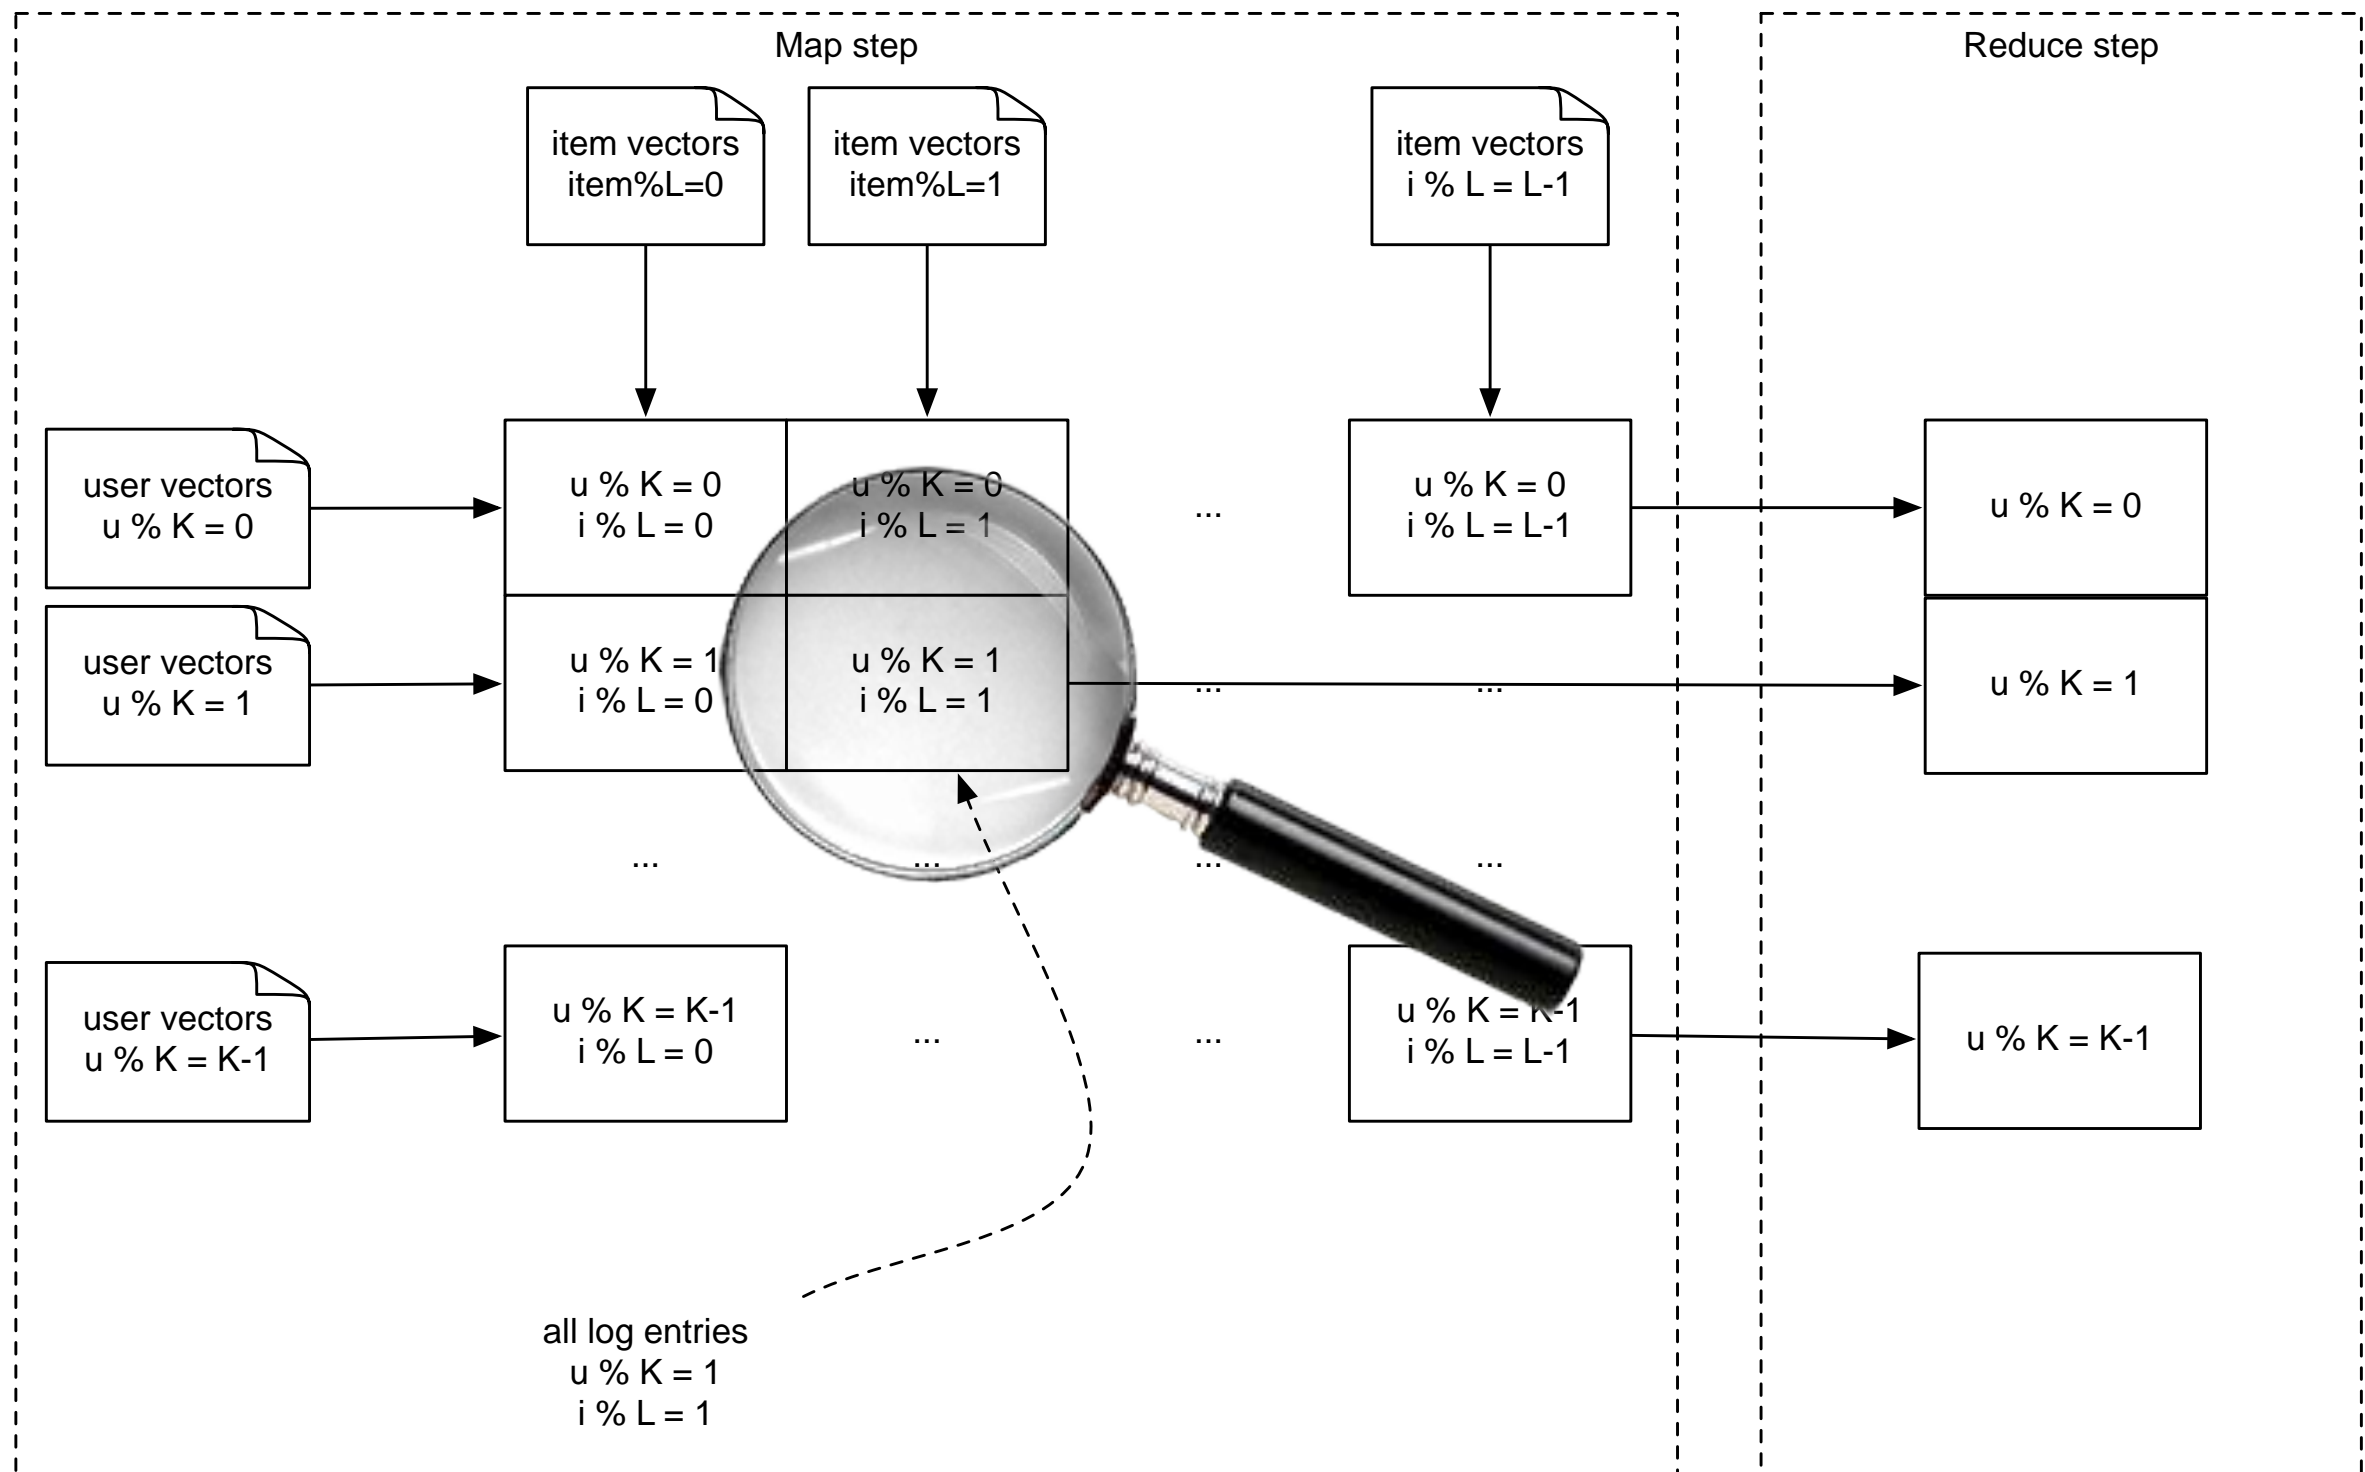 Map step
Reduce step
item vectors
item%L=0
item vectors
item%L=1
item vectors
i % L = L-1
user vectors
u % K = 0
u % K = 0
i % L = 0
u % K = 0
i % L = 1
...
u % K = 0
i % L = L-1
u % K = 0
user vectors
u % K = 1
u % K = 1
i % L = 0
u % K = 1
i % L = 1
...
...
u % K = 1
...
...
...
...
user vectors
u % K = K-1
u % K = K-1
i % L = 0
...
...
u % K = K-1
i % L = L-1
u % K = K-1
all log entries
u % K = 1
i % L = 1